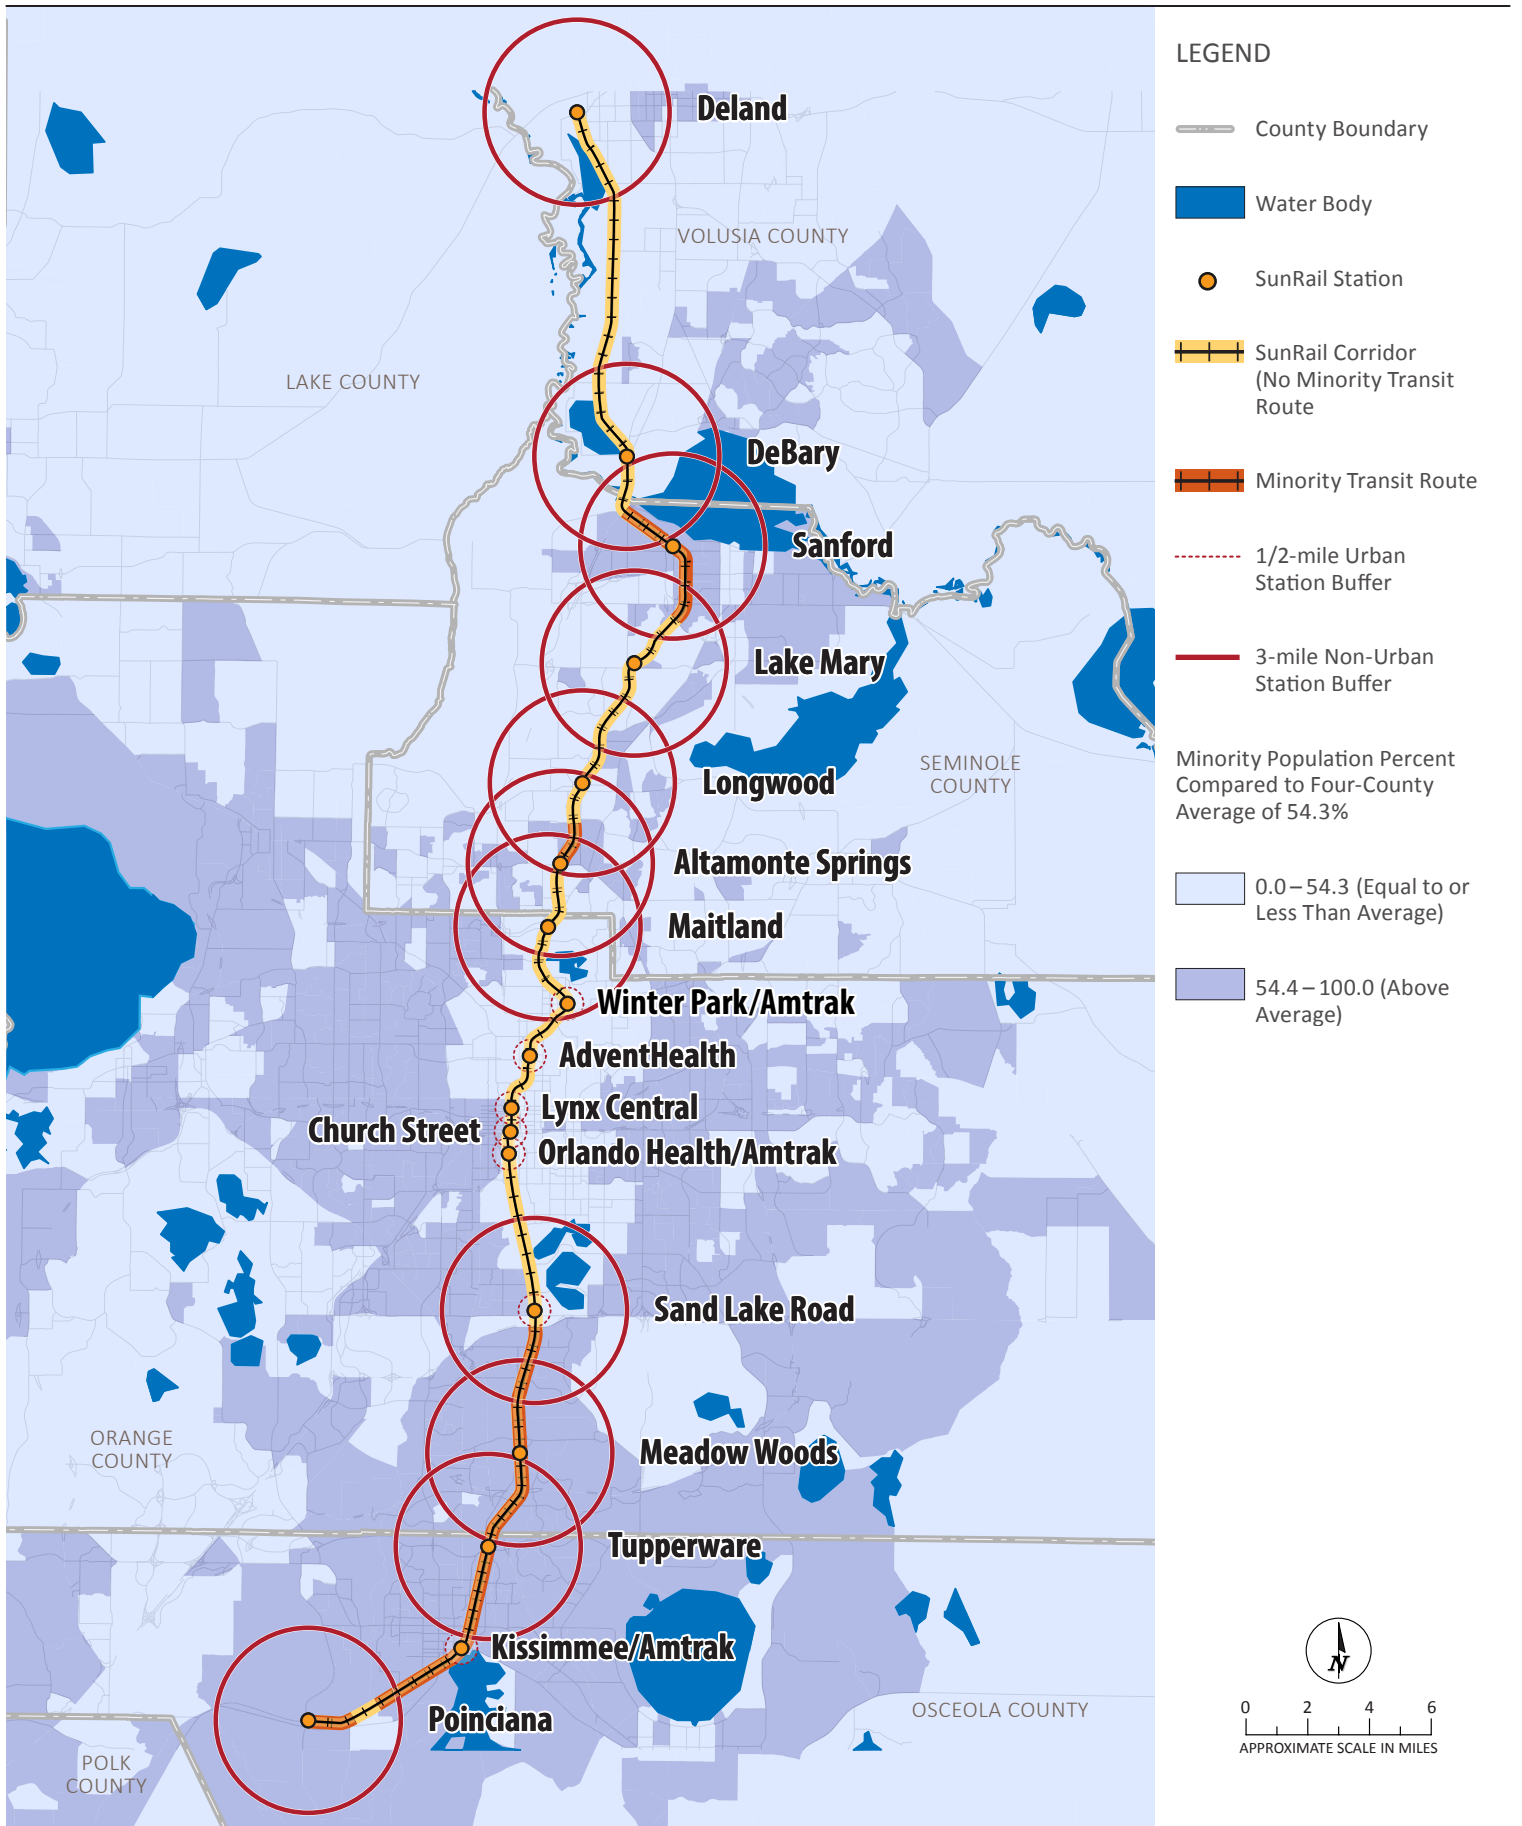 Deland
VOLUSIA COUNTY
LAKE COUNTY
DeBary
Sanford
Lake Mary
SEMINOLE
COUNTY
Longwood
Altamonte Springs
Maitland
Winter Park/Amtrak
AdventHealth
Lynx Central
Church Street
Orlando Health/Amtrak
Sand Lake Road
ORANGE
COUNTY
Meadow Woods
Tupperware
Kissimmee/Amtrak
OSCEOLA COUNTY
Poinciana
POLK
COUNTY
LEGEND
County Boundary
Water Body
SunRail Station
SunRail Corridor
(No Minority Transit
Route
Minority Transit Route
1/2-mile Urban
Station Buffer
3-mile Non-Urban
Station Buffer
Minority Population Percent
Compared to Four-County
Average of 54.3%
0.0 – 54.3 (Equal to or
Less Than Average)
54.4 – 100.0 (Above
Average)
N
0 2 4 6
APPROXIMATE SCALE IN MILES